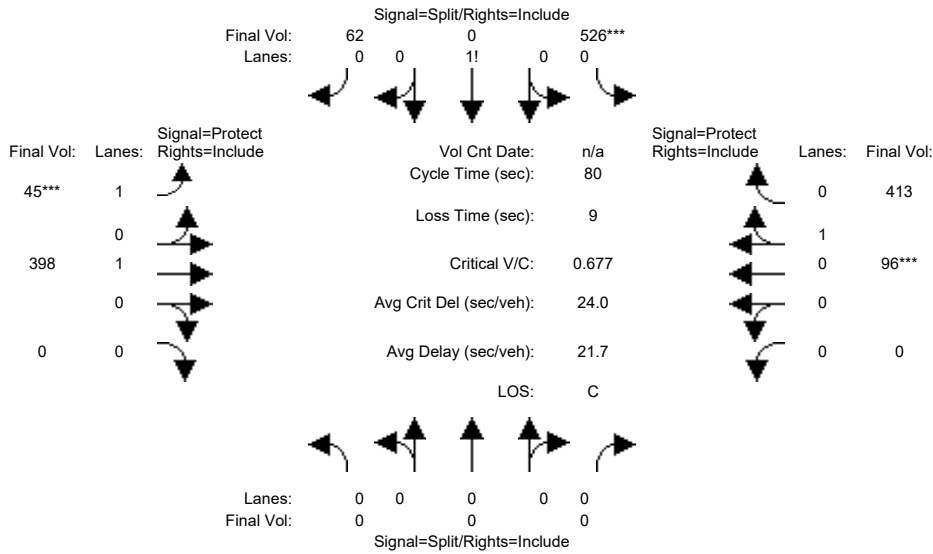 Signal=Split/Rights=Include
Final Vol: 62 0 526***
Lanes: 0 0 1! 0 0
Signal=Protect
Final Vol: Lanes: Rights=Include
Vol Cnt Date: n/a
Signal=Protect
Rights=Include Lanes: Final Vol:
Cycle Time (sec): 80
45*** 1
0 413
Loss Time (sec): 9
0
1
398 1
Critical V/C: 0.677
0 96***
0
Avg Crit Del (sec/veh): 24.0
0
0 0
Avg Delay (sec/veh): 21.7
0 0
LOS: C
Lanes: 0 0 0 0 0
Final Vol: 0 0 0
Signal=Split/Rights=Include